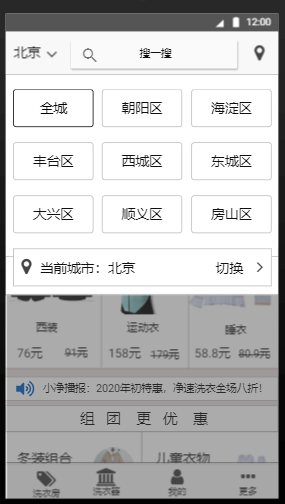 12:00
北京
搜一搜
全城 朝阳区 海淀区
丰台区 西城区 东城区
大兴区 顺义区 房山区
当前城市：北京 切换
西装 运动衣 睡衣
76元 91元 158元 179元 58.8元 80.9元
小净播报：2020年初特惠，净速洗衣全场八折！
组 团 更 优 惠
冬装组合 儿童衣物
洗衣房 洗衣器 我的 更多